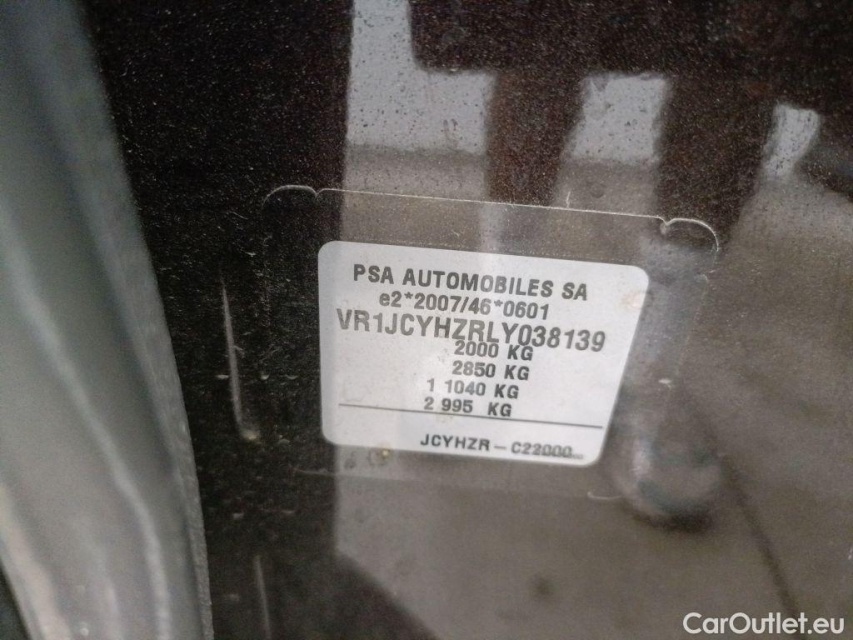 PSA AUTOMOBILES SA
e2*2007/46*0601
VR1JCYHZRLY038139
2000 KG
2850 KG
1 1040 KG
2 995 KG
JCYHZR - C22000
CarOutlet.eu